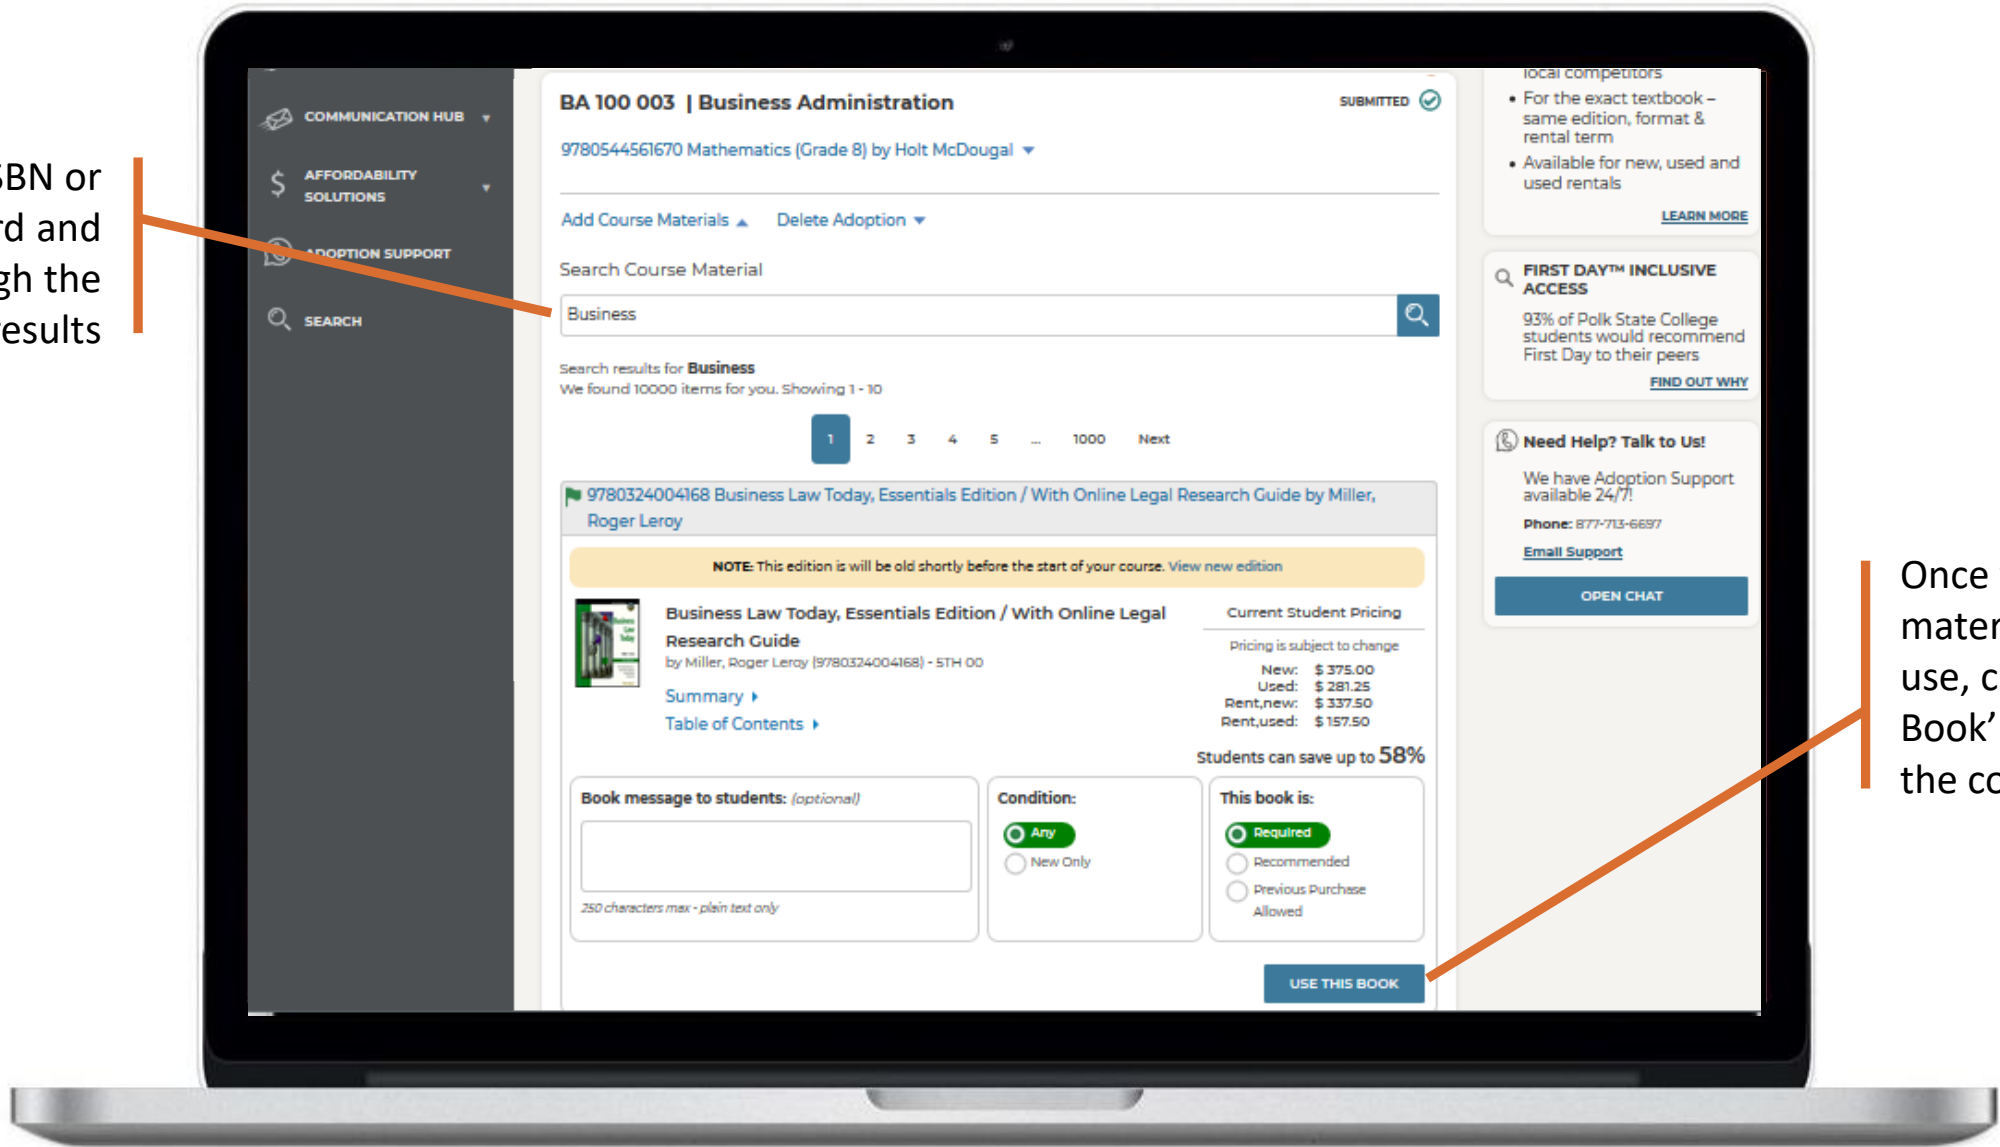 SBN or
rd and
gh the
results
COMMUNICATION HUB
AFFORDABILITY
SOLUTIONS
ADOPTION SUPPORT
SEARCH
BA 100 003 | Business Administration
SUBMITTED
9780544561670 Mathematics (Grade 8) by Holt McDougal
Add Course Materials
Delete Adoption
Search Course Material
Business
Search results for Business
We found 10000 items for you. Showing 1 - 10
1 2 3 4 5 ... 1000 Next
9780324004168 Business Law Today, Essentials Edition / With Online Legal Research Guide by Miller,
Roger Leroy
NOTE: This edition is will be old shortly before the start of your course. View new edition
Business Law Today, Essentials Edition / With Online Legal
Research Guide
by Miller, Roger Leroy (9780324004168) - 5TH 00
Summary
Table of Contents
Business
Law
Today
Current Student Pricing
Pricing is subject to change
New: $ 375.00
Used: $ 281.25
Rent,new: $ 337.50
Rent,used: $ 157.50
Students can save up to 58%
Book message to students: (optional)
250 characters max - plain text only
Condition:
Any
New Only
This book is:
Required
Recommended
Previous Purchase
Allowed
USE THIS BOOK
local competitors
• For the exact textbook –
same edition, format &
rental term
• Available for new, used and
used rentals
LEARN MORE
FIRST DAY™ INCLUSIVE
ACCESS
93% of Polk State College
students would recommend
First Day to their peers
FIND OUT WHY
Need Help? Talk to Us!
We have Adoption Support
available 24/7!
Phone: 877-713-6697
Email Support
OPEN CHAT
Once
mater
use, c
Book’
the co